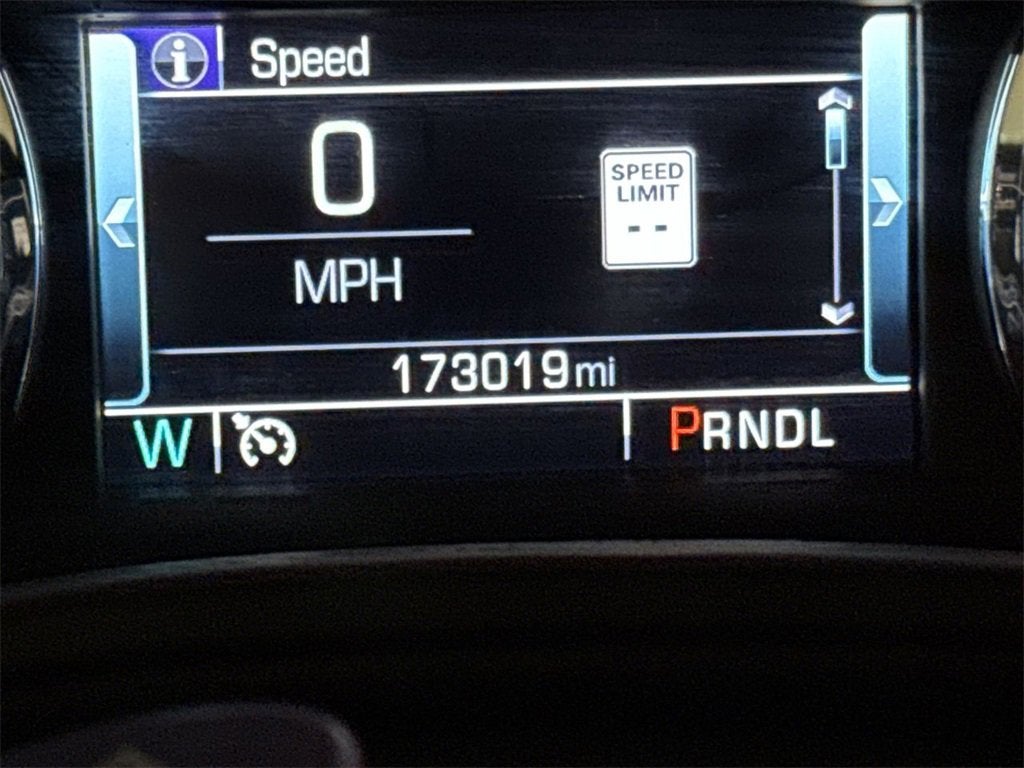 i Speed
0
MPH
SPEED
LIMIT
--
173019mi
W
PRNDL